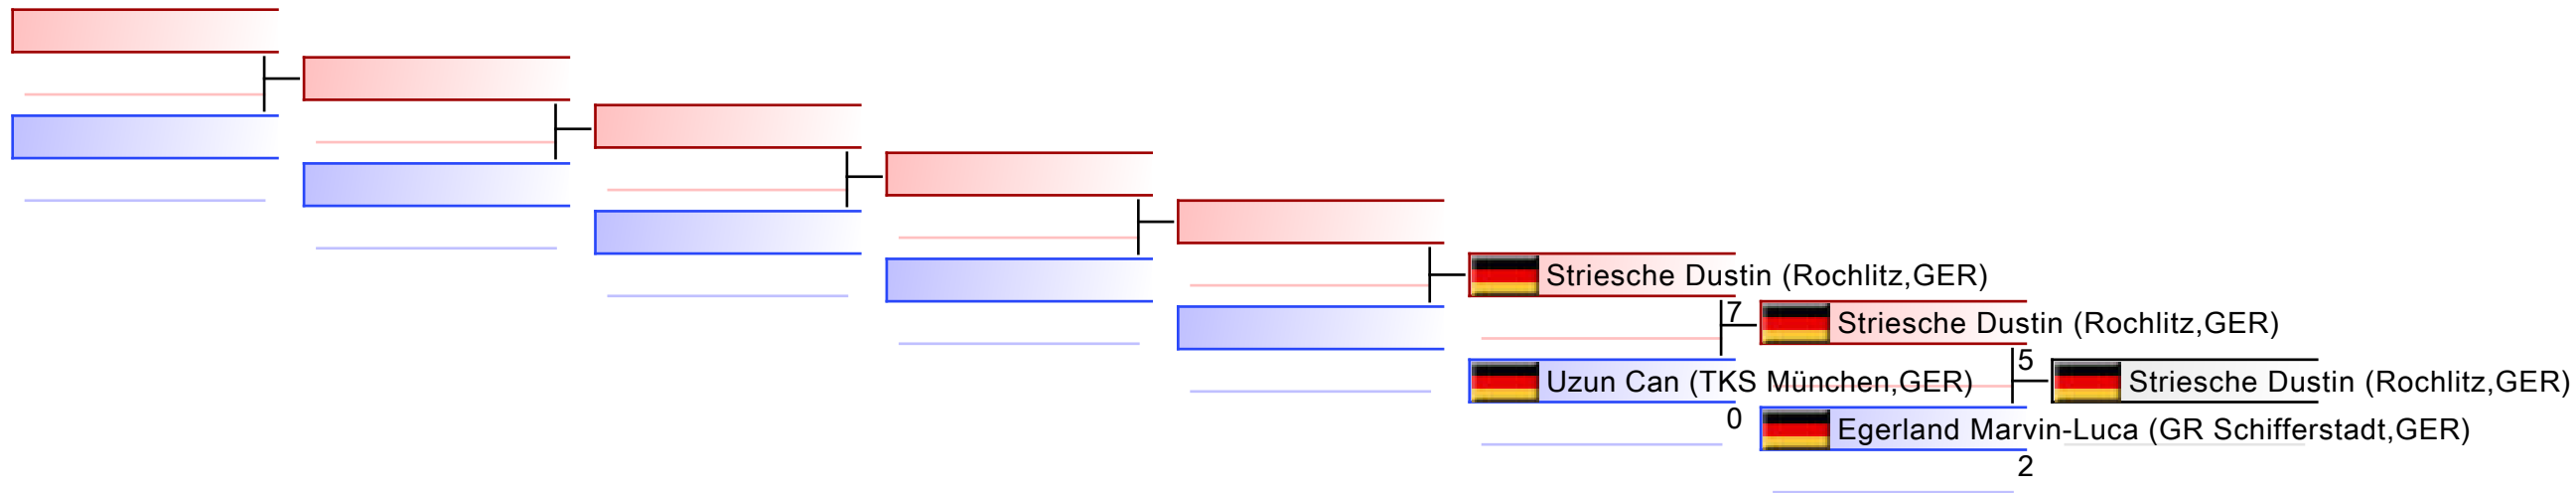 Striesche Dustin (Rochlitz,GER)
7
Striesche Dustin (Rochlitz,GER)
5
Uzun Can (TKS München,GER)
Striesche Dustin (Rochlitz,GER)
0
Egerland Marvin-Luca (GR Schifferstadt,GER)
2